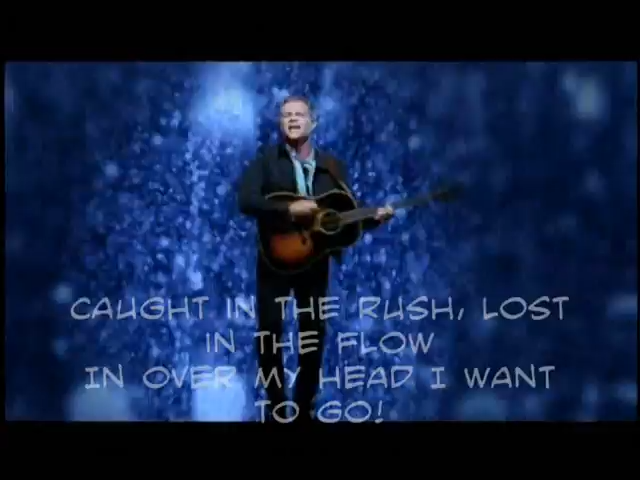 CAUGHT IN THE RUSH, LOST
IN THE FLOW
IN OVER MY HEAD I WANT
TO GO!